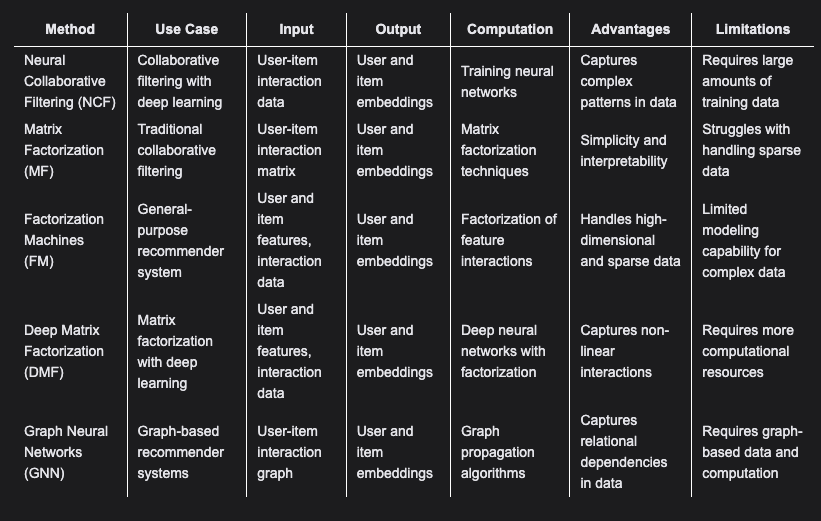 Method Use Case Input Output Computation Advantages Limitations
Neural
Collaborative
Filtering (NCF)
Collaborative
filtering with
deep learning
User-item
interaction
data
User and
item
embeddings
Training neural
networks
Captures
complex
patterns in data
Requires large
amounts of
training data
Matrix
Factorization
(MF)
Traditional
collaborative
filtering
User-item
interaction
matrix
User and
item
embeddings
Matrix
factorization
techniques
Simplicity and
interpretability
Struggles with
handling sparse
data
Factorization
Machines
(FM)
General-
purpose
recommender
system
User and
item
features,
interaction
data
User and
item
embeddings
Factorization of
feature
interactions
Handles high-
dimensional
and sparse data
Limited
modeling
capability for
complex data
Deep Matrix
Factorization
(DMF)
Matrix
factorization
with deep
learning
User and
item
features,
interaction
data
User and
item
embeddings
Deep neural
networks with
factorization
Captures non-
linear
interactions
Requires more
computational
resources
Graph Neural
Networks
(GNN)
Graph-based
recommender
systems
User-item
interaction
graph
User and
item
embeddings
Graph
propagation
algorithms
Captures
relational
dependencies
in data
Requires graph-
based data and
computation